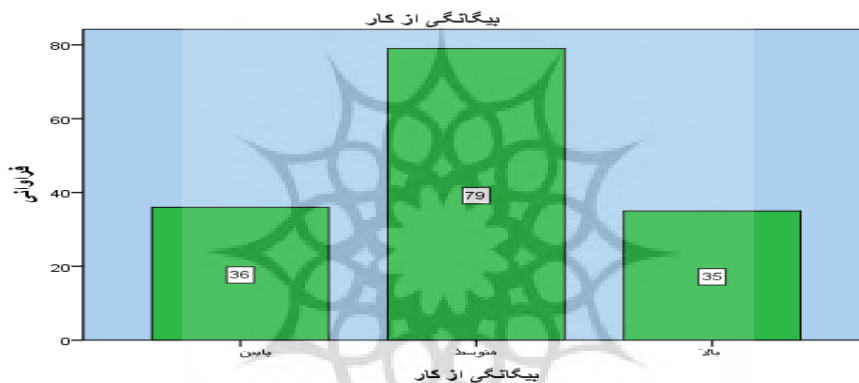 بیگانگی از کار
80
60
40
20
0
فراوانی
36
79
35
پایین
متوسط
بالا
بیگانگی از کار